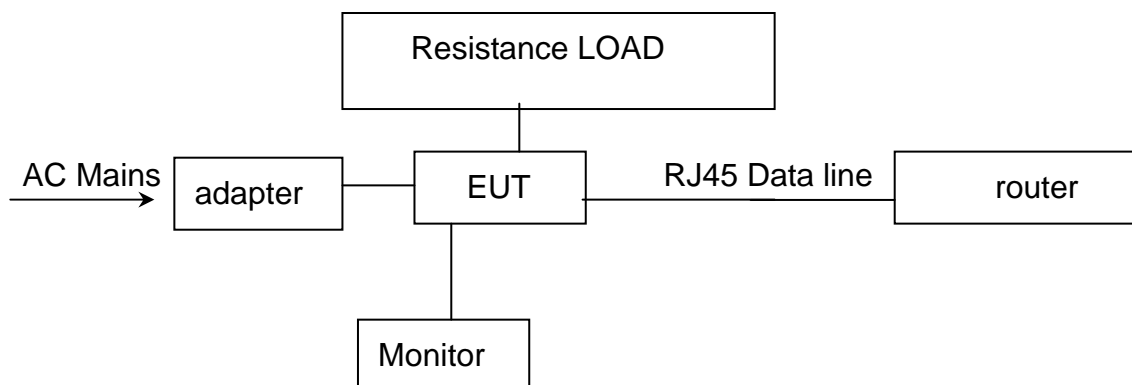 Resistance LOAD
AC Mains
adapter
EUT
RJ45 Data line
router
Monitor